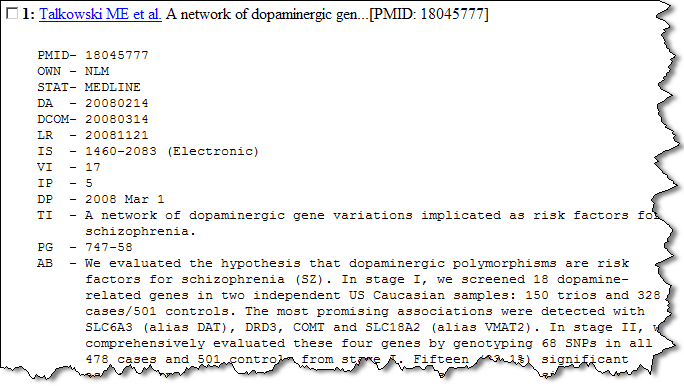 1: Talkowski ME et al. A network of dopaminergic gen...[PMID: 18045777]
PMID- 18045777
OWN - NLM
STAT- MEDLINE
DA  - 20080214
DCOM- 20080314
LR  - 20081121
IS  - 1460-2083 (Electronic)
VI  - 17
IP  - 5
DP  - 2008 Mar 1
TI  - A network of dopaminergic gene variations implicated as risk factors for
schizophrenia.
PG  - 747-58
AB  - We evaluated the hypothesis that dopaminergic polymorphisms are risk
factors for schizophrenia (SZ). In stage I, we screened 18 dopamine-
related genes in two independent US Caucasian samples: 150 trios and 328
cases/501 controls. The most promising associations were detected with
SLC6A3 (alias DAT), DRD3, COMT and SLC18A2 (alias VMAT2). In stage II, w
comprehensively evaluated these four genes by genotyping 68 SNPs in all
478 cases and 501 controls from stage I. Fifteen significant